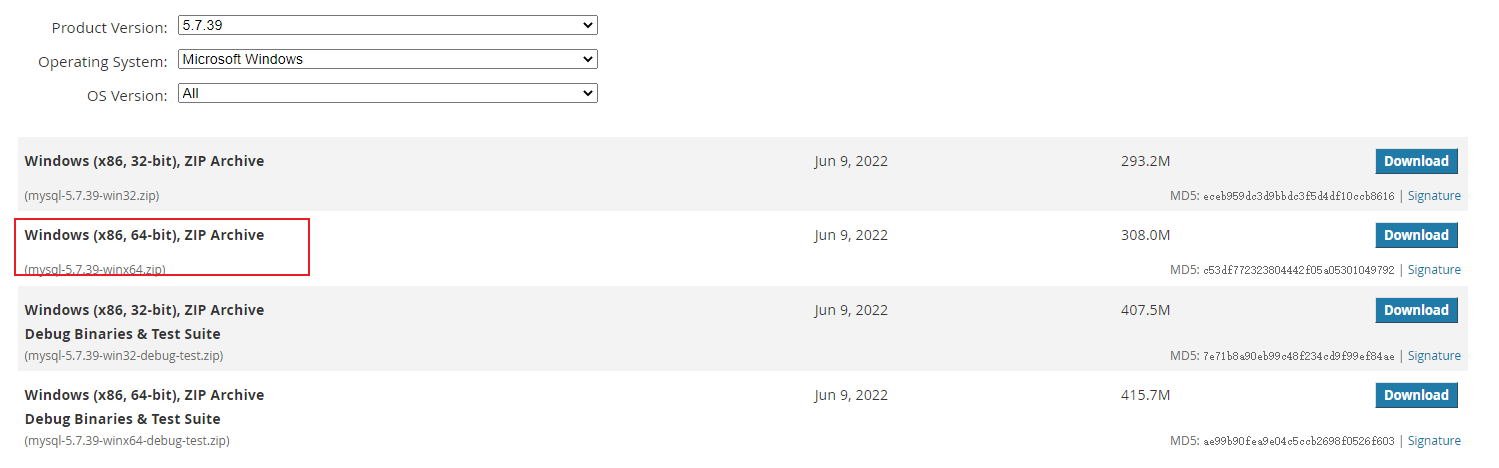 Product Version: 5.7.39
Operating System: Microsoft Windows
OS Version: All
Windows (x86, 32-bit), ZIP Archive Jun 9, 2022 293.2M Download
(mysql-5.7.39-win32.zip) MD5: eceb959dc3d9bbdc3f5d4df10ccb8616 | Signature
Windows (x86, 64-bit), ZIP Archive Jun 9, 2022 308.0M Download
(mysql-5.7.39-winx64.zip) MD5: c53df772323804442f05a05301049792 | Signature
Windows (x86, 32-bit), ZIP Archive Jun 9, 2022 407.5M Download
Debug Binaries & Test Suite
(mysql-5.7.39-win32-debug-test.zip) MD5: 7e71b8a90eb99c48f234cd9f99ef84ae | Signature
Windows (x86, 64-bit), ZIP Archive Jun 9, 2022 415.7M Download
Debug Binaries & Test Suite
(mysql-5.7.39-winx64-debug-test.zip) MD5: ae99b90fea9e04c5ccb2698f0526f603 | Signature